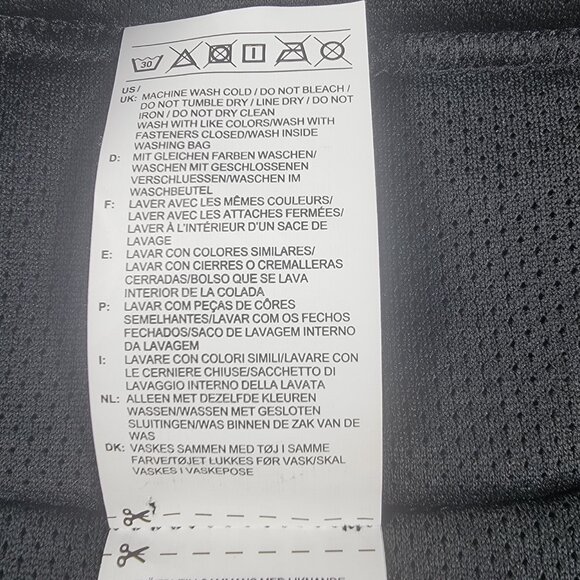 30
US/
UK: MACHINE WASH COLD / DO NOT BLEACH /
DO NOT TUMBLE DRY / LINE DRY / DO NOT
IRON / DO NOT DRY CLEAN
WASH WITH LIKE COLORS/WASH WITH
FASTENERS CLOSED/WASH INSIDE
WASHING BAG
D: MIT GLEICHEN FARBEN WASCHEN/
WASCHEN MIT GESCHLOSSENEN
VERSCHLUESSEN/WASCHEN IM
WASCHBEUTEL
F: LAVER AVEC LES MÊMES COULEURS/
LAVER AVEC LES ATTACHES FERMÉES/
LAVER À L'INTÉRIEUR D'UN SACE DE
LAVAGE
E: LAVAR CON COLORES SIMILARES/
LAVAR CON CIERRES O CREMALLERAS
CERRADAS/BOLSO QUE SE LAVA
INTERIOR DE LA COLADA
P: LAVAR COM PEÇAS DE CÔRES
SEMELHANTES/LAVAR COM OS FECHOS
FECHADOS/SACO DE LAVAGEM INTERNO
DA LAVAGEM
I: LAVARE CON COLORI SIMILI/LAVARE CON
LE CERNIERE CHIUSE/SACCHETTO DI
LAVAGGIO INTERNO DELLA LAVATA
NL: ALLEEN MET DEZELFDE KLEUREN
WASSEN/WASSEN MET GESLOTEN
SLUITINGEN/WAS BINNEN DE ZAK VAN DE
WAS
DK: VASKES SAMMEN MED TØJ I SAMME
FARVE/TØJET LUKKES FØR VASK/SKAL
VASKES I VASKEPOSE